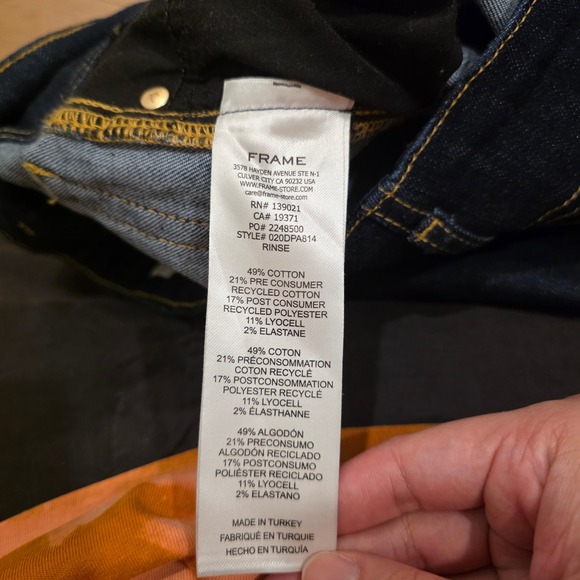 FRAME
3578 HAYDEN AVENUE STE N-1
CULVER CITY CA 90232 USA
WWW.FRAME-STORE.COM
care@frame-store.com
RN# 139021
CA# 19371
PO# 2248500
STYLE# 020DPA814
RINSE
49% COTTON
21% PRE CONSUMER
RECYCLED COTTON
17% POST CONSUMER
RECYCLED POLYESTER
11% LYOCELL
2% ELASTANE
49% COTON
21% PRÉCONSOMMATION
COTON RECYCLÉ
17% POSTCONSOMMATION
POLYESTER RECYCLÉ
11% LYOCELL
2% ÉLASTHANNE
49% ALGODÓN
21% PRECONSUMO
ALGODÓN RECICLADO
17% POSTCONSUMO
POLIÉSTER RECICLADO
11% LYOCELL
2% ELASTANO
MADE IN TURKEY
FABRIQUÉ EN TURQUIE
HECHO EN TURQUÍA